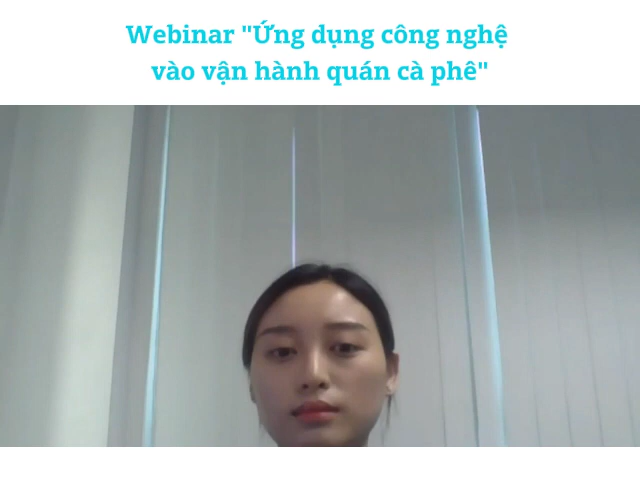 Webinar "Ứng dụng công nghệ
vào vận hành quán cà phê"